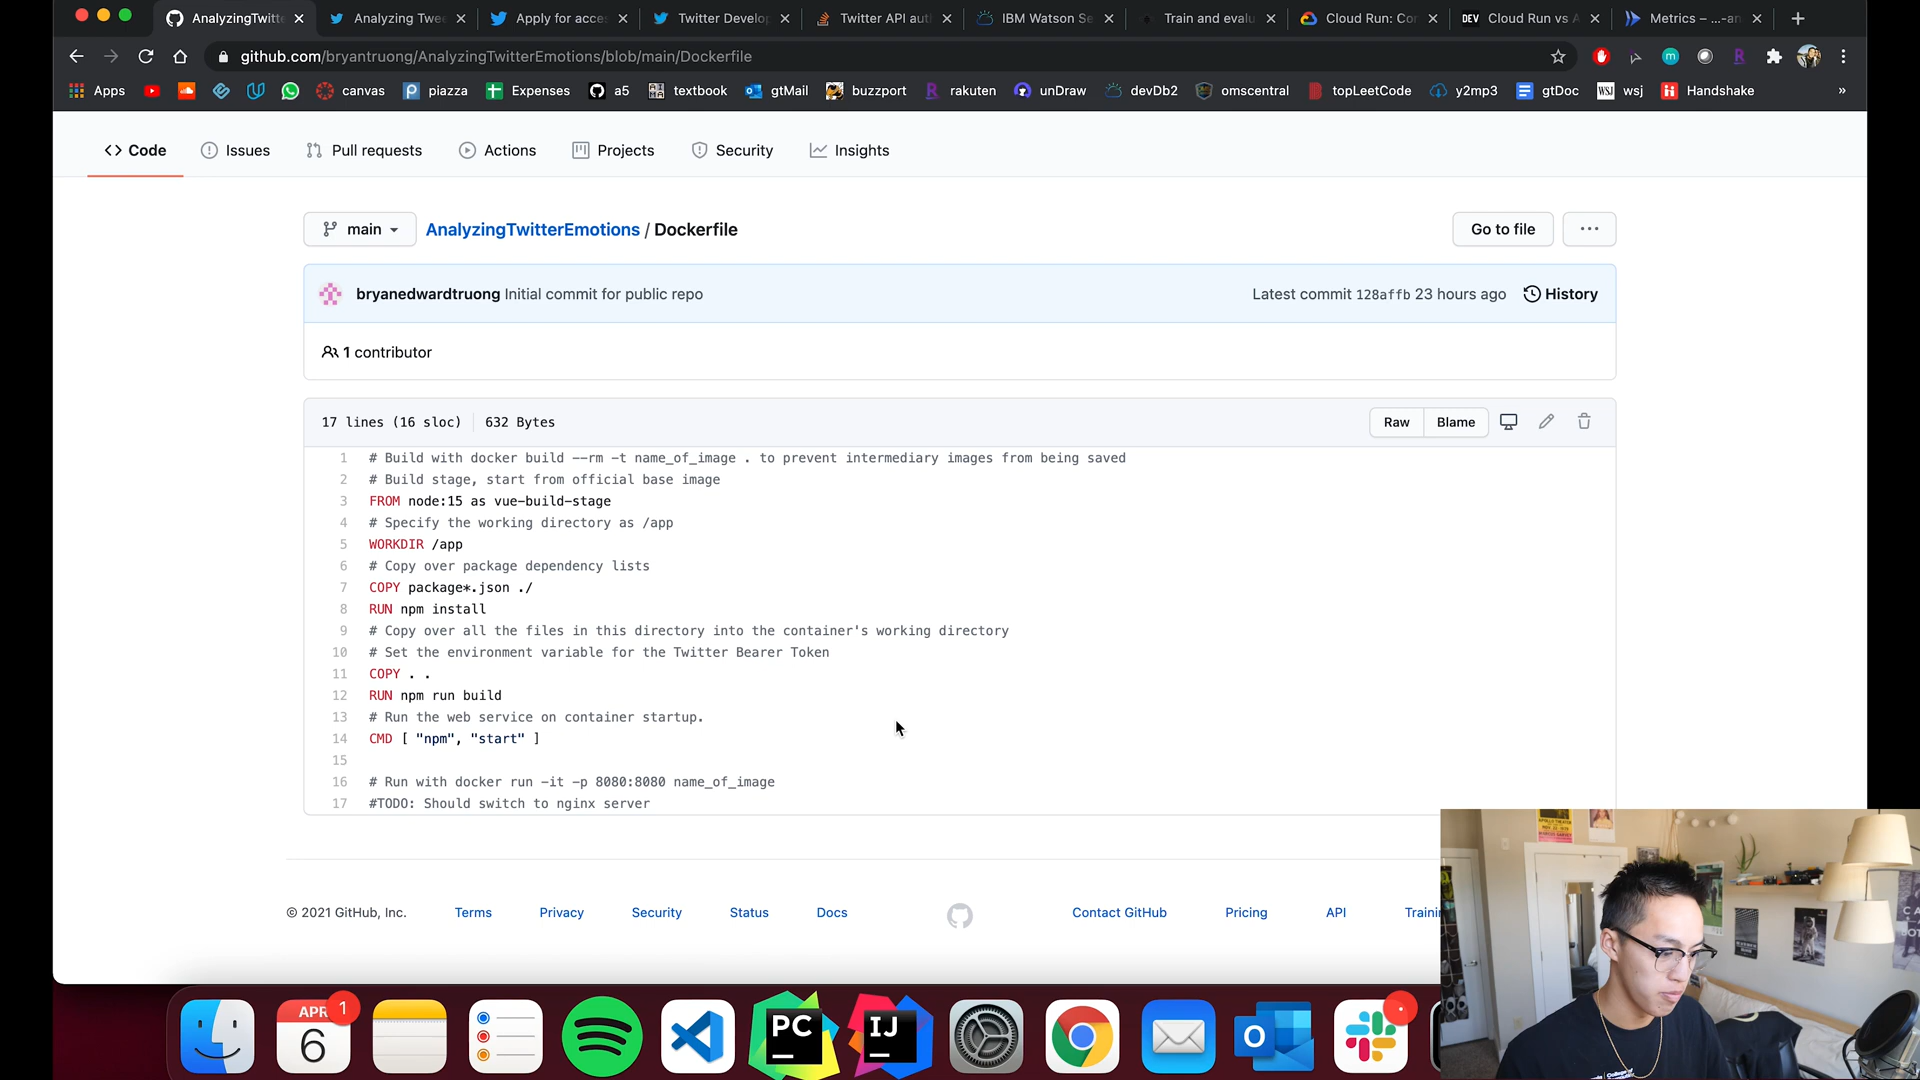 AnalyzingTwitte
Analyzing Twee
Apply for acces
Twitter Develop
Twitter API aut
IBM Watson Se
Train and evalu
Cloud Run: Con
DEV
Cloud Run vs A
Metrics – ...-an
github.com/bryantruong/AnalyzingTwitterEmotions/blob/main/Dockerfile
Apps
canvas
piazza
Expenses
a5
textbook
gtMail
buzzport
rakuten
unDraw
devDb2
omscentral
topLeetCode
y2mp3
gtDoc
WSJ
wsj
Handshake
»
<> Code
Issues
Pull requests
Actions
Projects
Security
Insights
main
AnalyzingTwitterEmotions / Dockerfile
Go to file
...
bryanedwardtruong Initial commit for public repo
Latest commit 128affb 23 hours ago
History
1 contributor
17 lines (16 sloc)
632 Bytes
Raw
Blame
1 # Build with docker build --rm -t name_of_image . to prevent intermediary images from being saved
2 # Build stage, start from official base image
3 FROM node:15 as vue-build-stage
4 # Specify the working directory as /app
5 WORKDIR /app
6 # Copy over package dependency lists
7 COPY package*.json ./
8 RUN npm install
9 # Copy over all the files in this directory into the container's working directory
10 # Set the environment variable for the Twitter Bearer Token
11 COPY . .
12 RUN npm run build
13 # Run the web service on container startup.
14 CMD [ "npm", "start" ]
15
16 # Run with docker run -it -p 8080:8080 name_of_image
17 #TODO: Should switch to nginx server
© 2021 GitHub, Inc.
Terms
Privacy
Security
Status
Docs
Contact GitHub
Pricing
API
Traini
APR
1
6
PC
IJ
O